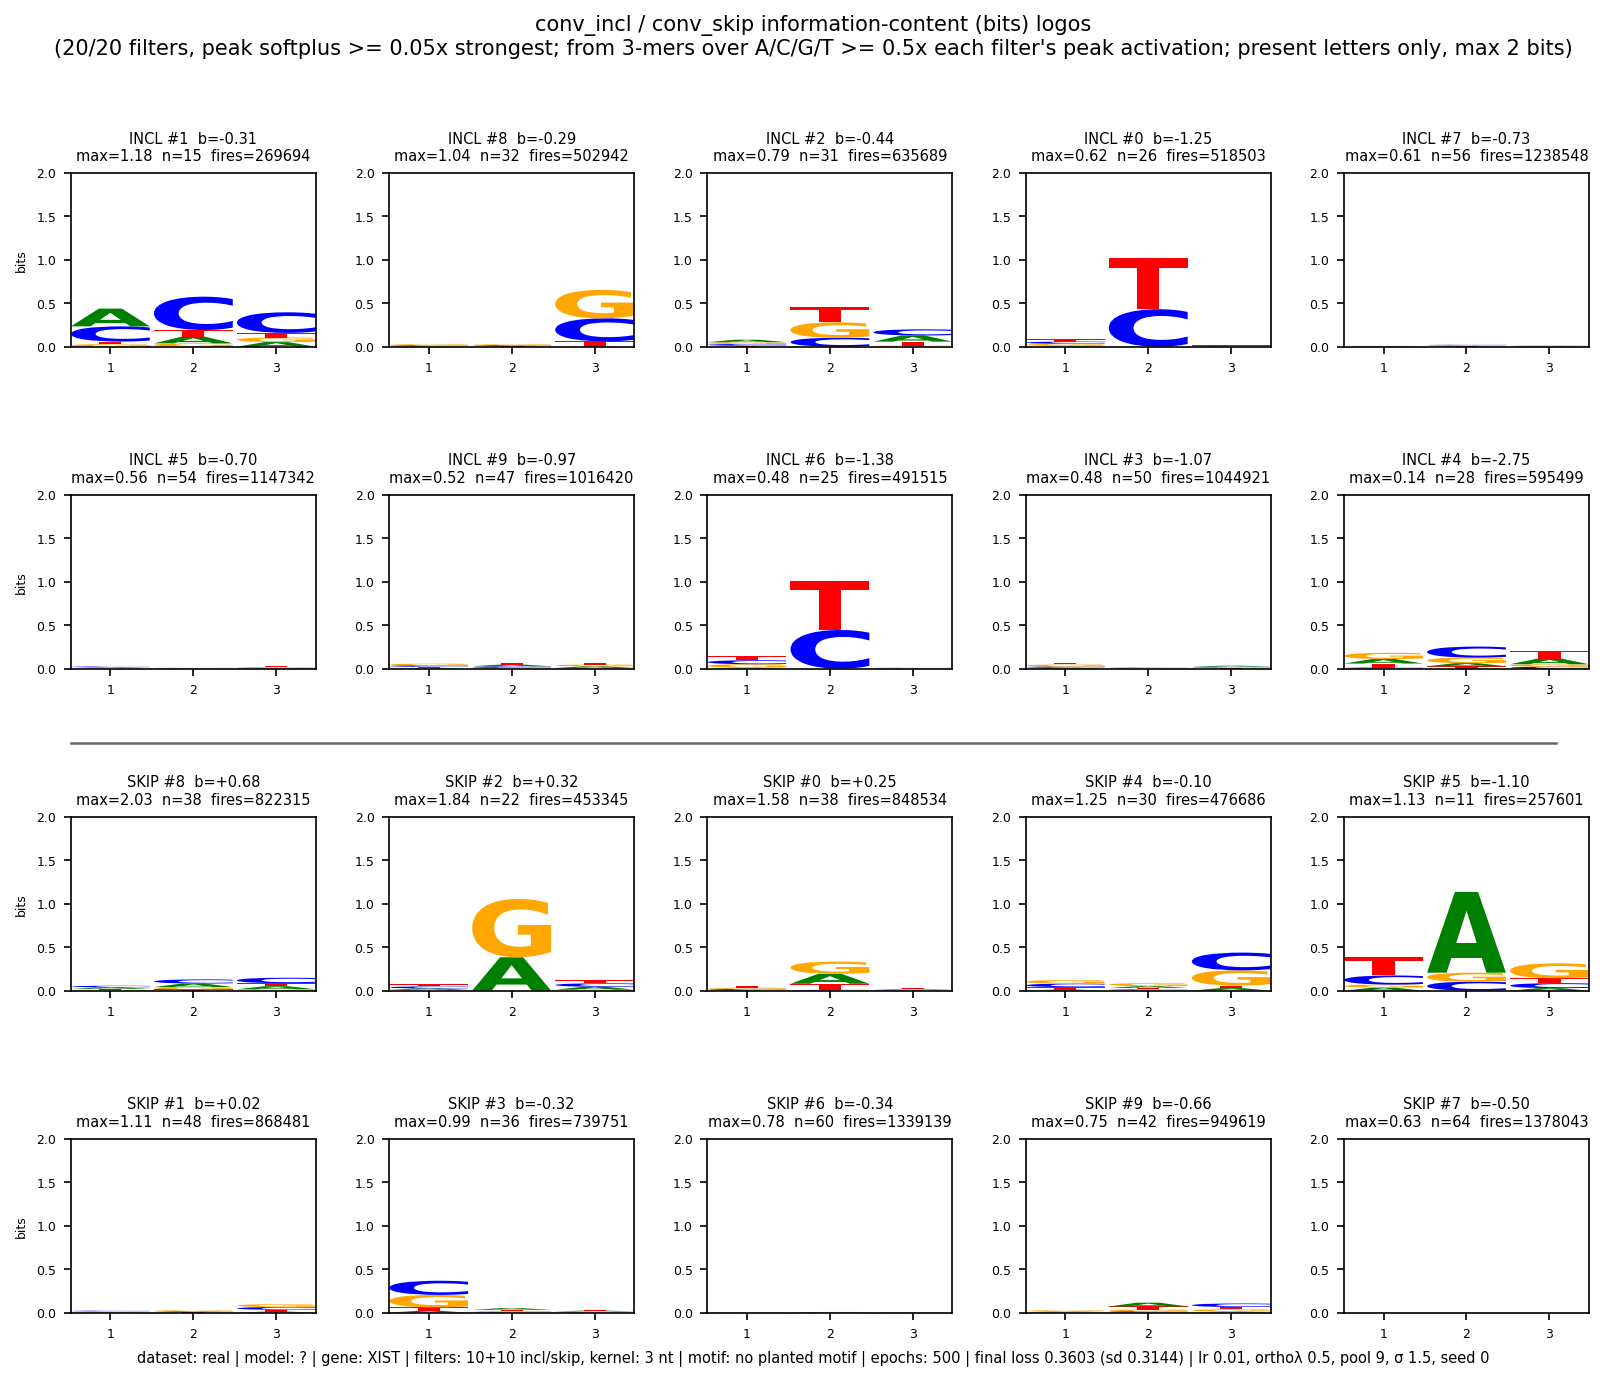 conv_incl / conv_skip information-content (bits) logos
(20/20 filters, peak softplus >= 0.05x strongest; from 3-mers over A/C/G/T >= 0.5x each filter's peak activation; present letters only, max 2 bits)
INCL #1 b=-0.31
max=1.18 n=15 fires=269694
INCL #8 b=-0.29
max=1.04 n=32 fires=502942
INCL #2 b=-0.44
max=0.79 n=31 fires=635689
INCL #0 b=-1.25
max=0.62 n=26 fires=518503
INCL #7 b=-0.73
max=0.61 n=56 fires=1238548
INCL #5 b=-0.70
max=0.56 n=54 fires=1147342
INCL #9 b=-0.97
max=0.52 n=47 fires=1016420
INCL #6 b=-1.38
max=0.48 n=25 fires=491515
INCL #3 b=-1.07
max=0.48 n=50 fires=1044921
INCL #4 b=-2.75
max=0.14 n=28 fires=595499
SKIP #8 b=+0.68
max=2.03 n=38 fires=822315
SKIP #2 b=+0.32
max=1.84 n=22 fires=453345
SKIP #0 b=+0.25
max=1.58 n=38 fires=848534
SKIP #4 b=-0.10
max=1.25 n=30 fires=476686
SKIP #5 b=-1.10
max=1.13 n=11 fires=257601
SKIP #1 b=+0.02
max=1.11 n=48 fires=868481
SKIP #3 b=-0.32
max=0.99 n=36 fires=739751
SKIP #6 b=-0.34
max=0.78 n=60 fires=1339139
SKIP #9 b=-0.66
max=0.75 n=42 fires=949619
SKIP #7 b=-0.50
max=0.63 n=64 fires=1378043
dataset: real | model: ? | gene: XIST | filters: 10+10 incl/skip, kernel: 3 nt | motif: no planted motif | epochs: 500 | final loss 0.3603 (sd 0.3144) | lr 0.01, orthoλ 0.5, pool 9, σ 1.5, seed 0